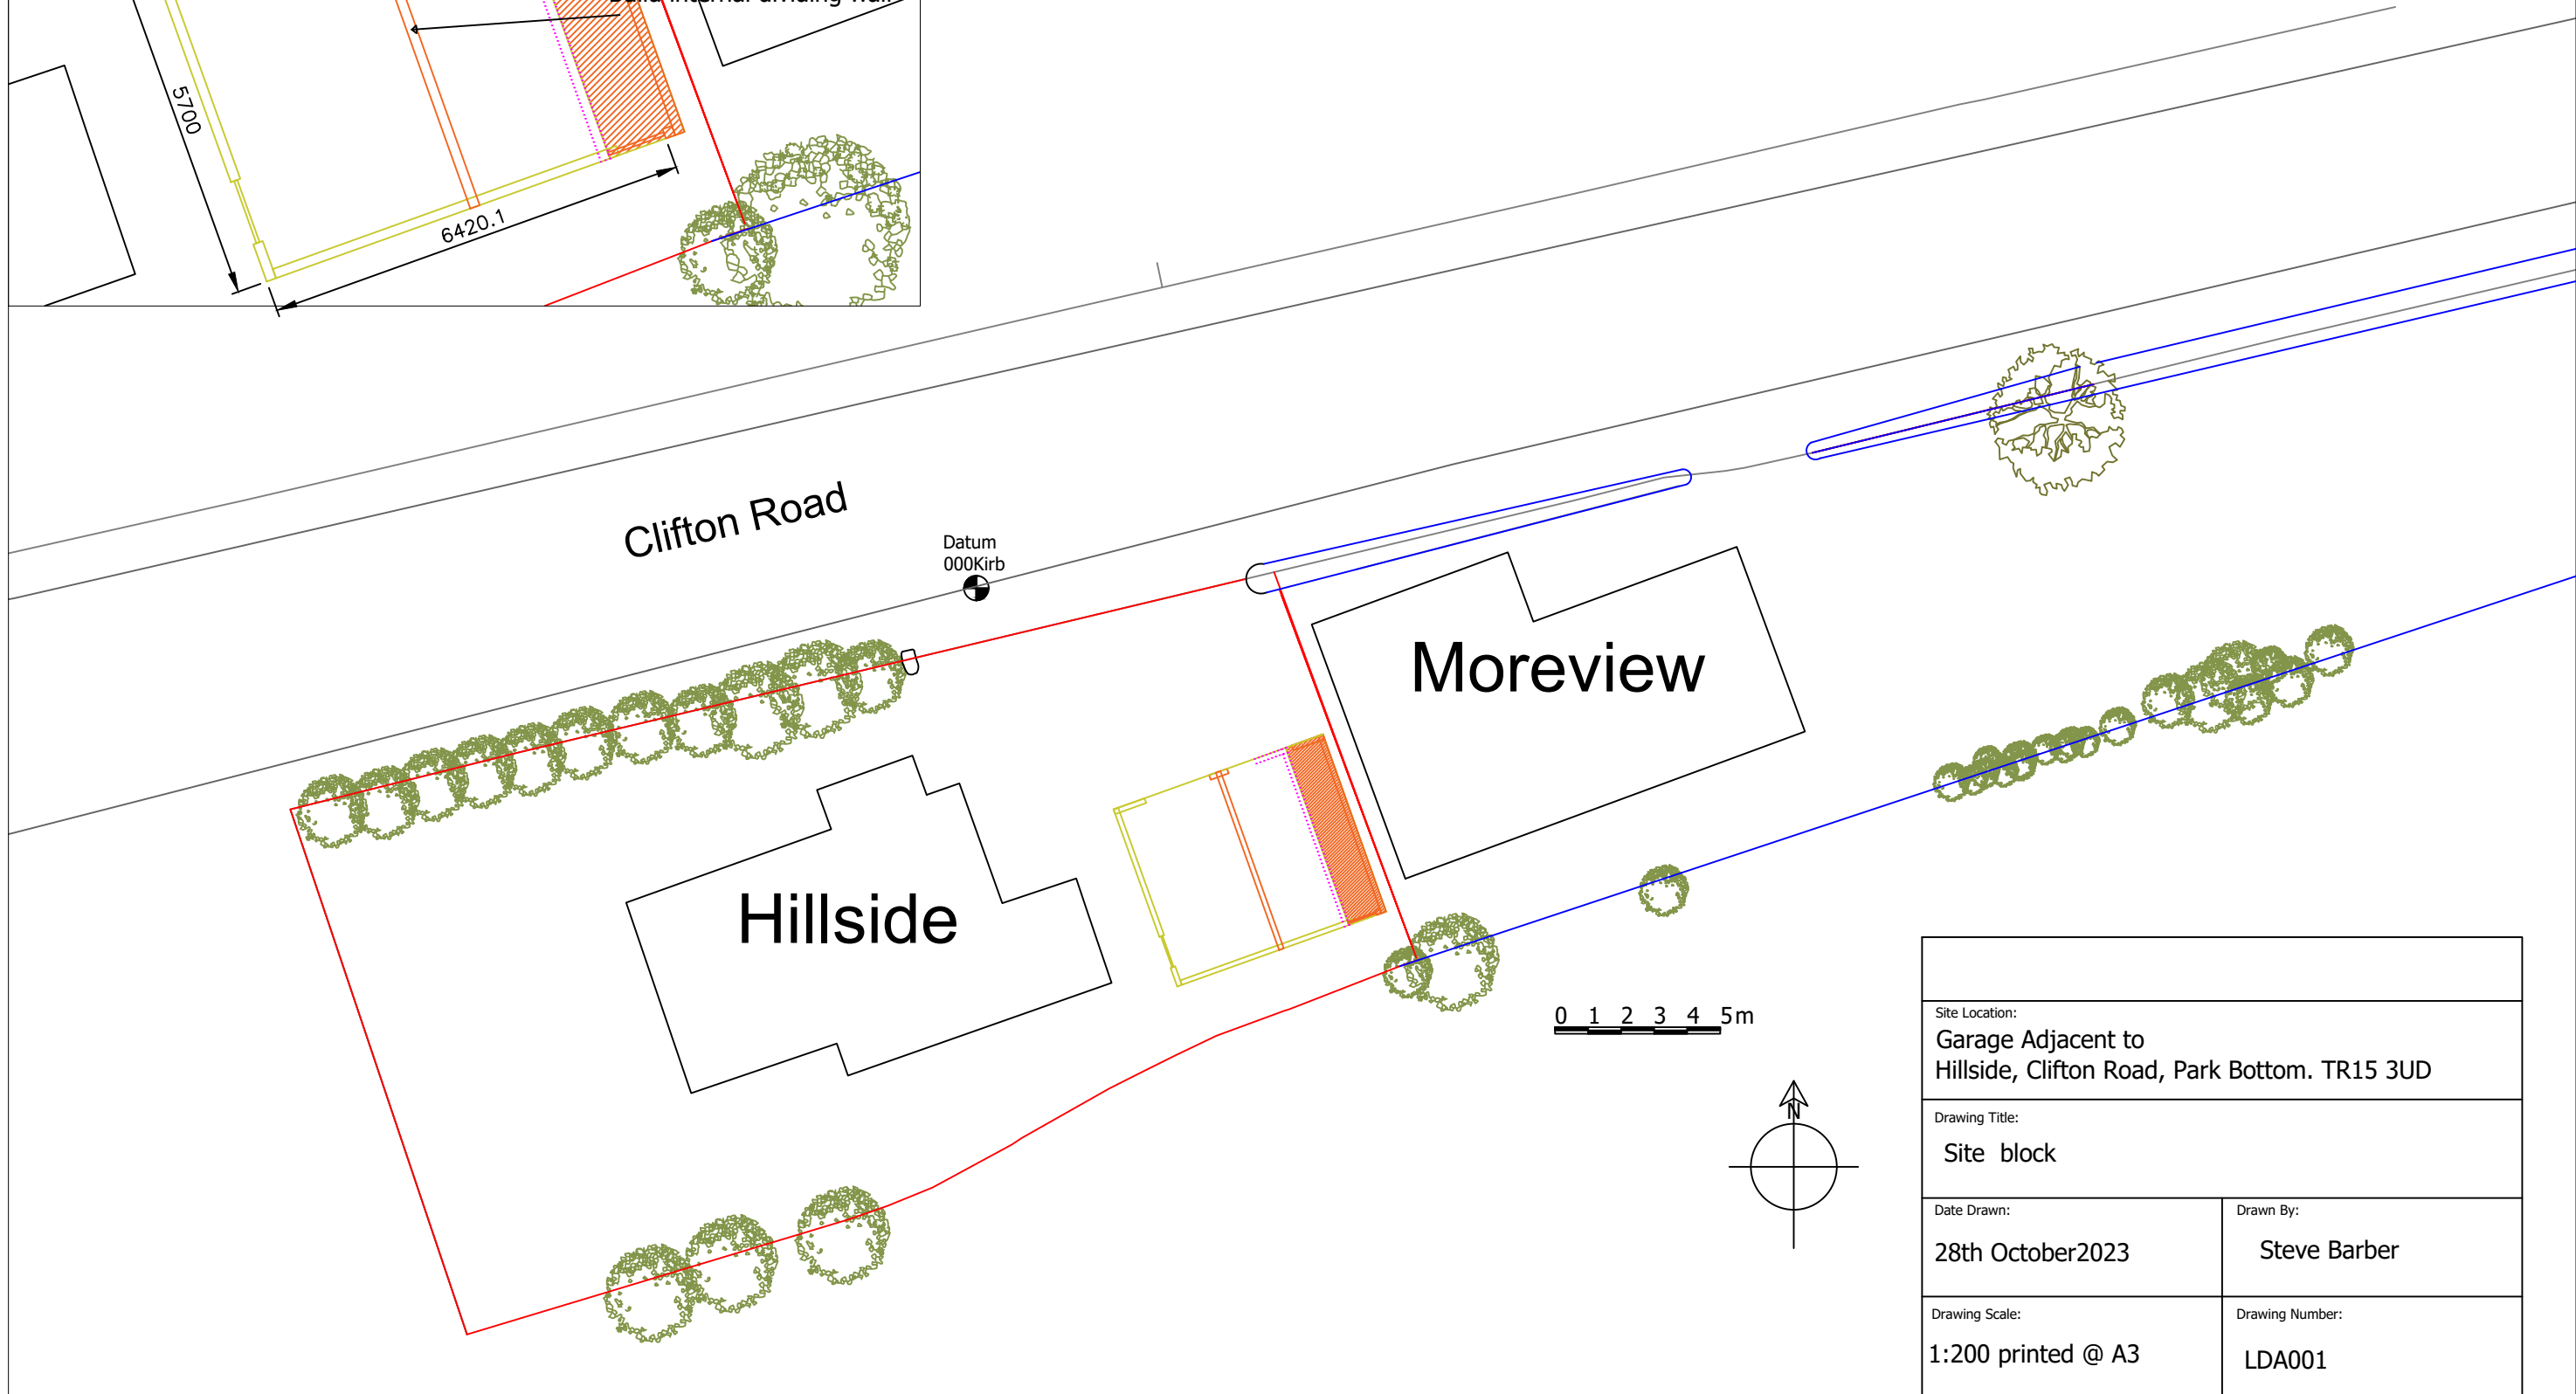 5700
6420.1
Clifton Road
Datum
000Kirb
Moreview
Hillside
0 1 2 3 4 5m
N
Site Location:
Garage Adjacent to
Hillside, Clifton Road, Park Bottom. TR15 3UD
Drawing Title:
Site block
Date Drawn:
28th October2023
Drawn By:
Steve Barber
Drawing Scale:
1:200 printed @ A3
Drawing Number:
LDA001